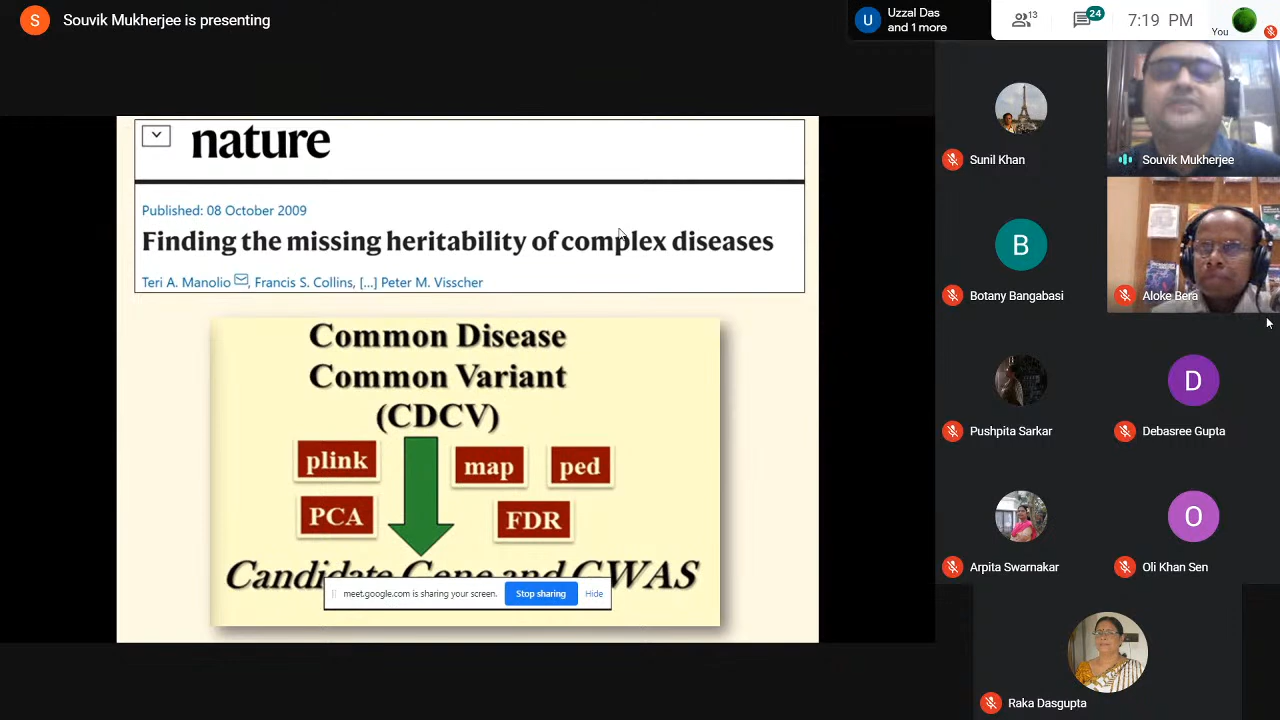 S
Souvik Mukherjee is presenting
U
Uzzal Das
and 1 more
13
24
7:19 PM
You
nature
Published: 08 October 2009
Finding the missing heritability of complex diseases
Teri A. Manolio, Francis S. Collins, [...] Peter M. Visscher
Common Disease
Common Variant
(CDCV)
plink
map
ped
PCA
FDR
Candidate Gene and GWAS
meet.google.com is sharing your screen.
Stop sharing
Hide
Sunil Khan
Souvik Mukherjee
B
Botany Bangabasi
Aloke Bera
Pushpita Sarkar
D
Debasree Gupta
Arpita Swarnakar
O
Oli Khan Sen
Raka Dasgupta